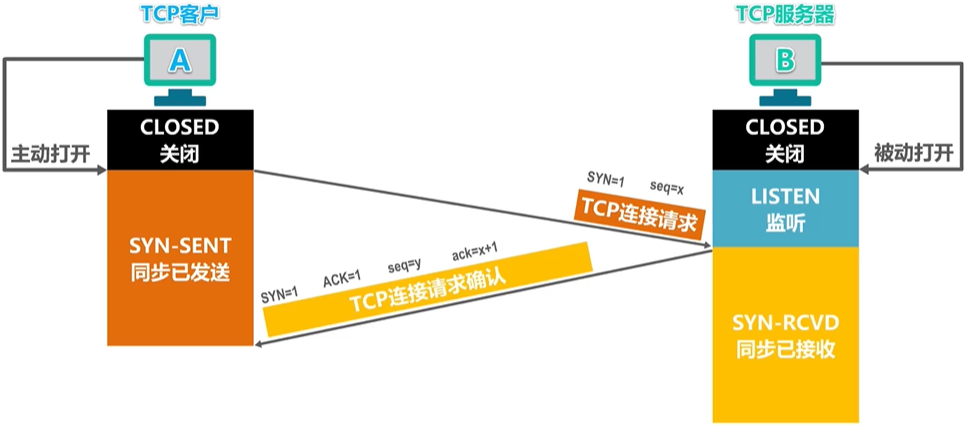 TCP客户
TCP服务器
A
B
CLOSED
关闭
CLOSED
关闭
主动打开
被动打开
SYN=1 seq=x
TCP连接请求
LISTEN
监听
SYN-SENT
同步已发送
SYN=1 ACK=1 seq=y ack=x+1
TCP连接请求确认
SYN-RCVD
同步已接收